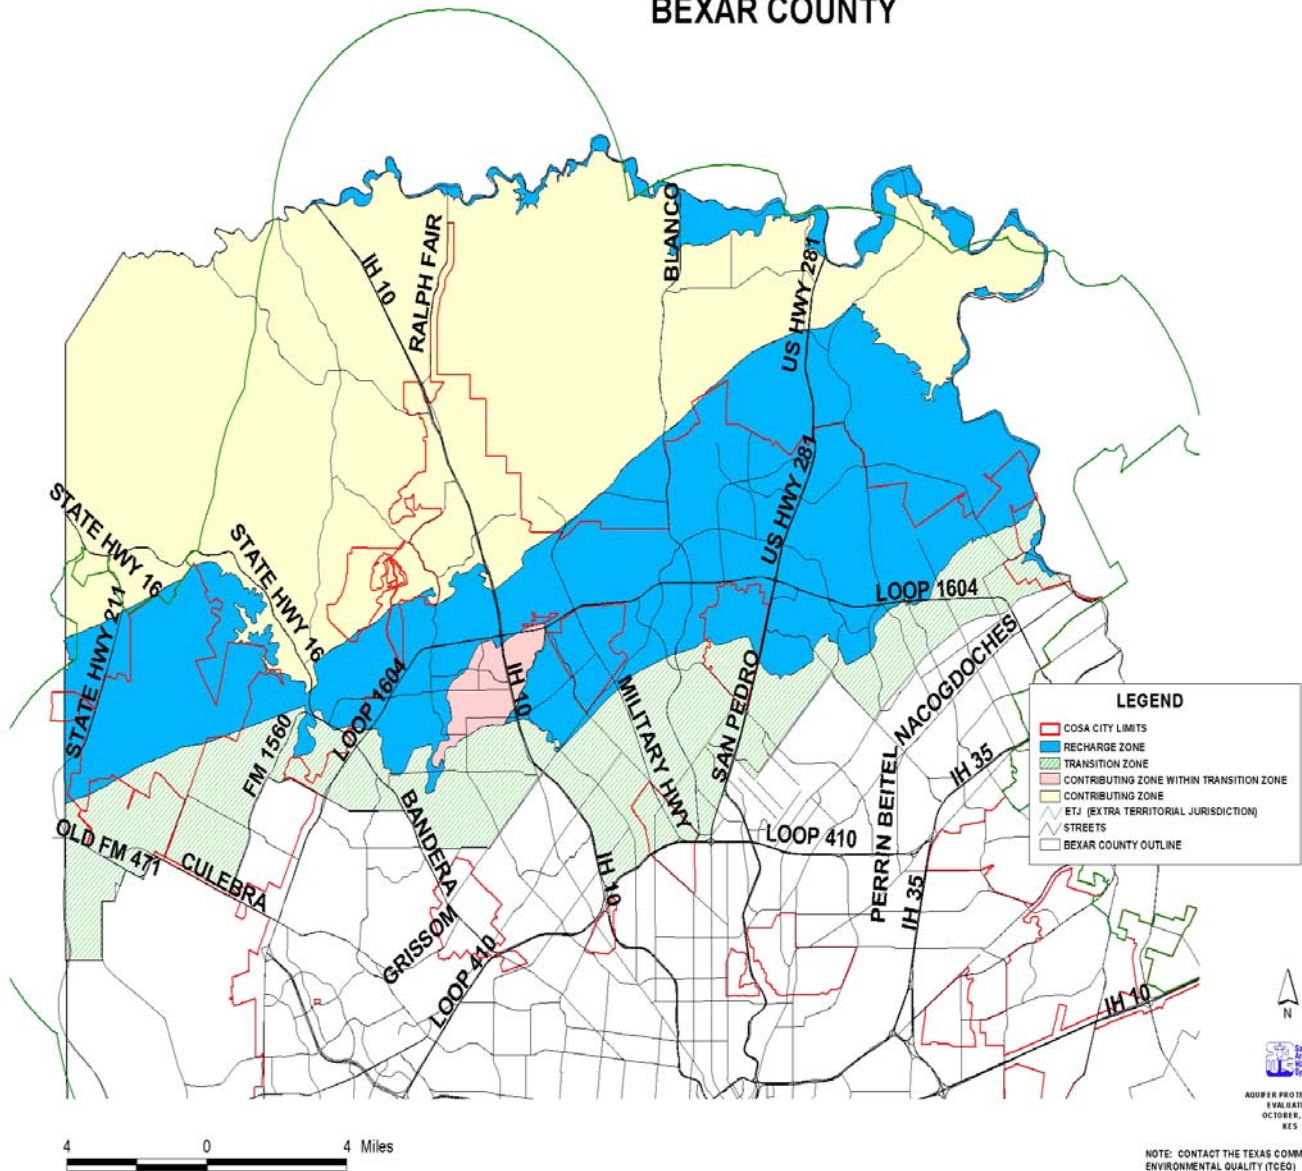 BEXAR COUNTY
BLANCO
RALPH FAIR
IH 10
US HWY 281
STATE HWY 16
STATE HWY 16
US HWY 281
LOOP 1604
STATE HWY 211
NACOGDOCHES
LOOP 1604
IH 10
MILITARY HWY
SAN PEDRO
FM 1560
IH 35
PERRIN BEITEL
BANDERA
LOOP 410
OLD FM 471
CULEBRA
IH 10
IH 35
GRISSOM
LOOP 410
IH 10
LEGEND
COSA CITY LIMITS
RECHARGE ZONE
TRANSITION ZONE
CONTRIBUTING ZONE WITHIN TRANSITION ZONE
CONTRIBUTING ZONE
ETJ (EXTRA TERRITORIAL JURISDICTION)
STREETS
BEXAR COUNTY OUTLINE
N
AQUIFER
OCTOBER,
KES
4 0 4 Miles
NOTE: CONTACT THE TEXAS COMM
ENVIRONMENTAL QUALITY (TCEQ)